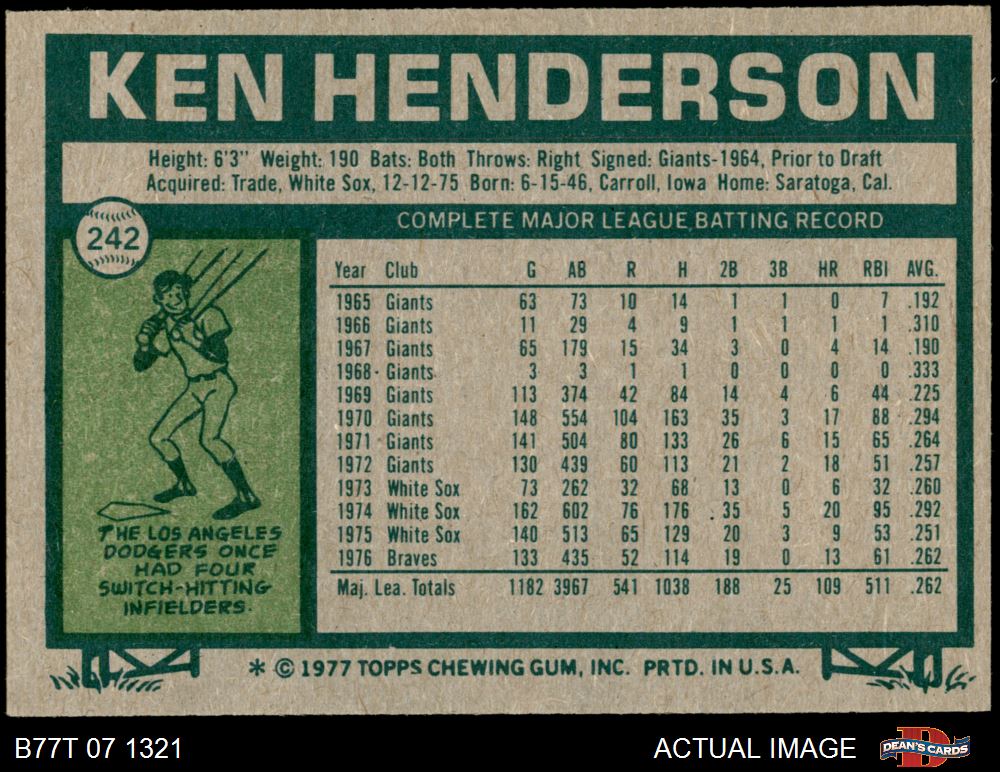 KEN HENDERSON
Height: 6'3" Weight: 190 Bats: Both Throws: Right Signed: Giants-1964, Prior to Draft
Acquired: Trade, White Sox, 12-12-75 Born: 6-15-46, Carroll, Iowa Home: Saratoga, Cal.
242
COMPLETE MAJOR LEAGUE BATTING RECORD
Year Club G AB R H 2B 3B HR RBI AVG.
1965 Giants 63 73 10 14 1 1 0 7 .192
1966 Giants 11 29 4 9 1 1 1 1 .310
1967 Giants 65 179 15 34 3 0 4 14 .190
1968 Giants 3 3 1 1 0 0 0 0 .333
1969 Giants 113 374 42 84 14 4 6 44 .225
1970 Giants 148 554 104 163 35 3 17 88 .294
1971 Giants 141 504 80 133 26 6 15 65 .264
1972 Giants 130 439 60 113 21 2 18 51 .257
1973 White Sox 73 262 32 68 13 0 6 32 .260
1974 White Sox 162 602 76 176 35 5 20 95 .292
1975 White Sox 140 513 65 129 20 3 9 53 .251
1976 Braves 133 435 52 114 19 0 13 61 .262
Maj. Lea. Totals 1182 3967 541 1038 188 25 109 511 .262
THE LOS ANGELES
DODGERS ONCE
HAD FOUR
SWITCH-HITTING
INFIELDERS.
* © 1977 TOPPS CHEWING GUM, INC. PRTD. IN U.S.A.
B77T 07 1321
ACTUAL IMAGE
D
DEAN'S CARDS